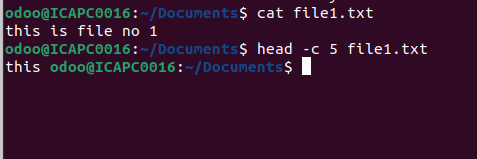 odoo@ICAPC0016:~/Documents$ cat file1.txt
this is file no 1
odoo@ICAPC0016:~/Documents$ head -c 5 file1.txt
this odoo@ICAPC0016:~/Documents$